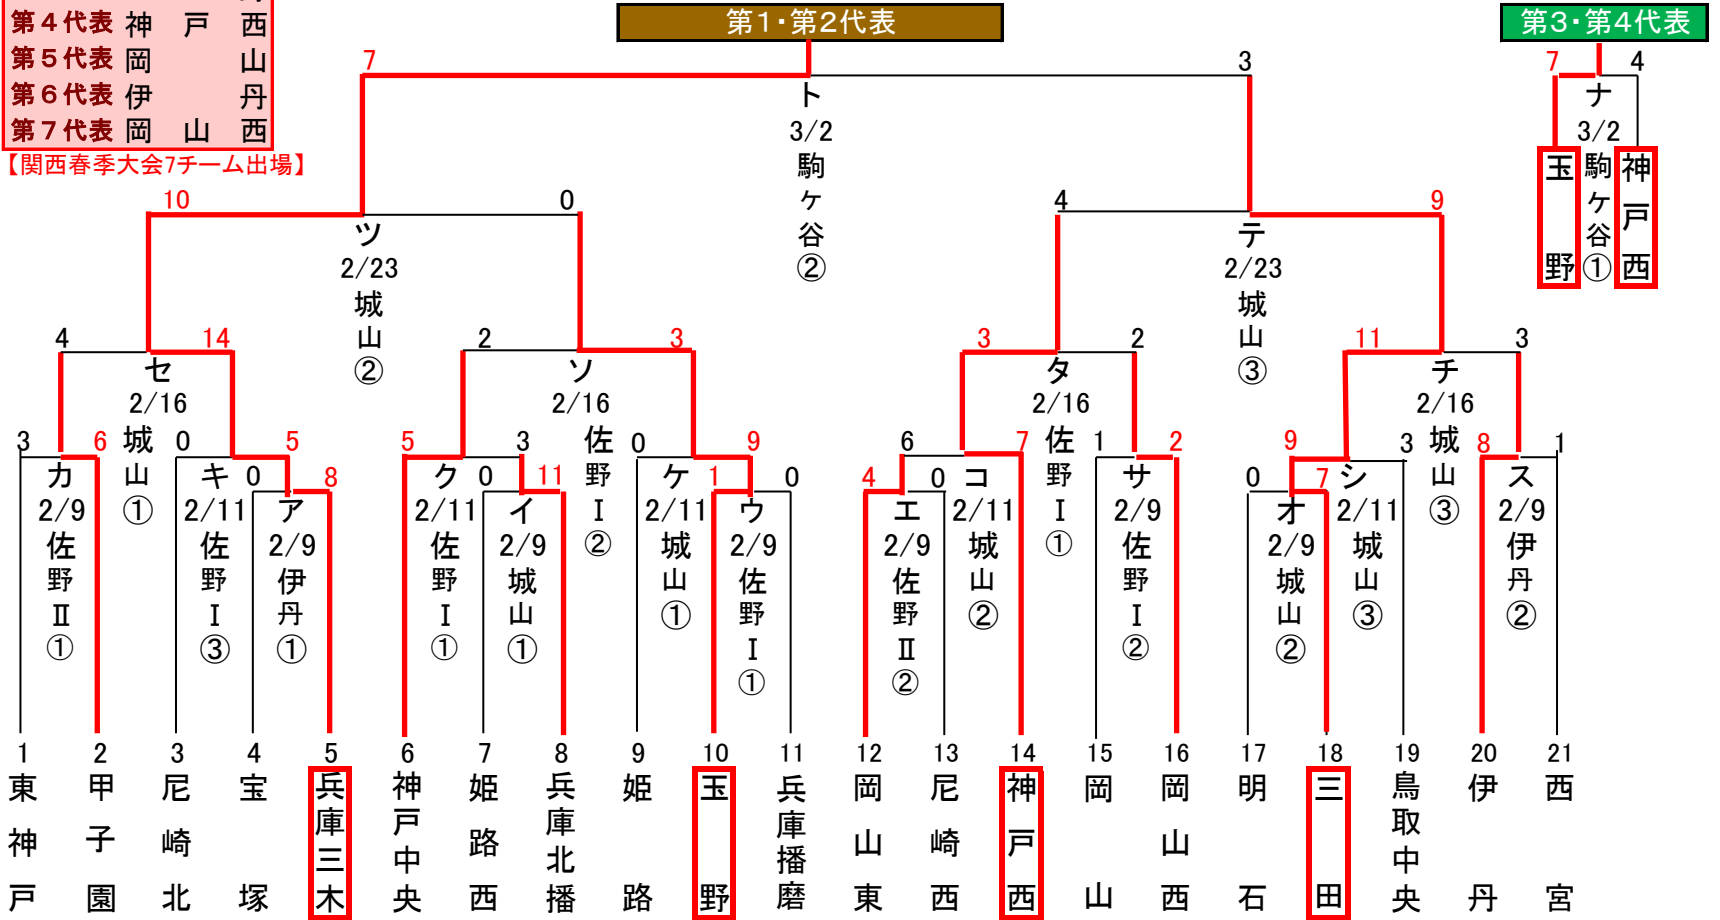 第4代表 神戸西
第5代表 岡山
第6代表 伊丹
第7代表 岡山西
【関西春季大会7チーム出場】
第1・第2代表
第3・第4代表
7 3
ト
3/2
駒ヶ谷②
7 4
ナ
3/2
駒ヶ谷①
玉野
神戸西
10 0
ツ
2/23
城山②
4 9
テ
2/23
城山③
4 14
セ
2/16
城山①
2 3
ソ
2/16
佐野Ⅰ②
3 2
タ
2/16
佐野Ⅰ①
11 3
チ
2/16
城山③
3 6
カ
2/9
佐野Ⅱ①
0 5
キ
2/11
佐野Ⅰ③
0 8
ア
2/9
伊丹①
5 3
ク
2/11
佐野Ⅰ①
0 11
イ
2/9
城山①
0 9
ケ
2/11
城山①
1 0
ウ
2/9
佐野Ⅰ①
6 7
コ
2/11
城山②
4 0
エ
2/9
佐野Ⅱ②
1 2
サ
2/9
佐野Ⅰ②
9 3
シ
2/11
城山③
0 7
オ
2/9
城山②
8 1
ス
2/9
伊丹②
1 東神戸
2 甲子園
3 尼崎北
4 宝塚
5 兵庫三木
6 神戸中央
7 姫路西
8 兵庫北播
9 姫路
10 玉野
11 兵庫播磨
12 岡山東
13 尼崎西
14 神戸西
15 岡山
16 岡山西
17 明石
18 三田
19 鳥取中央
20 伊丹
21 西宮